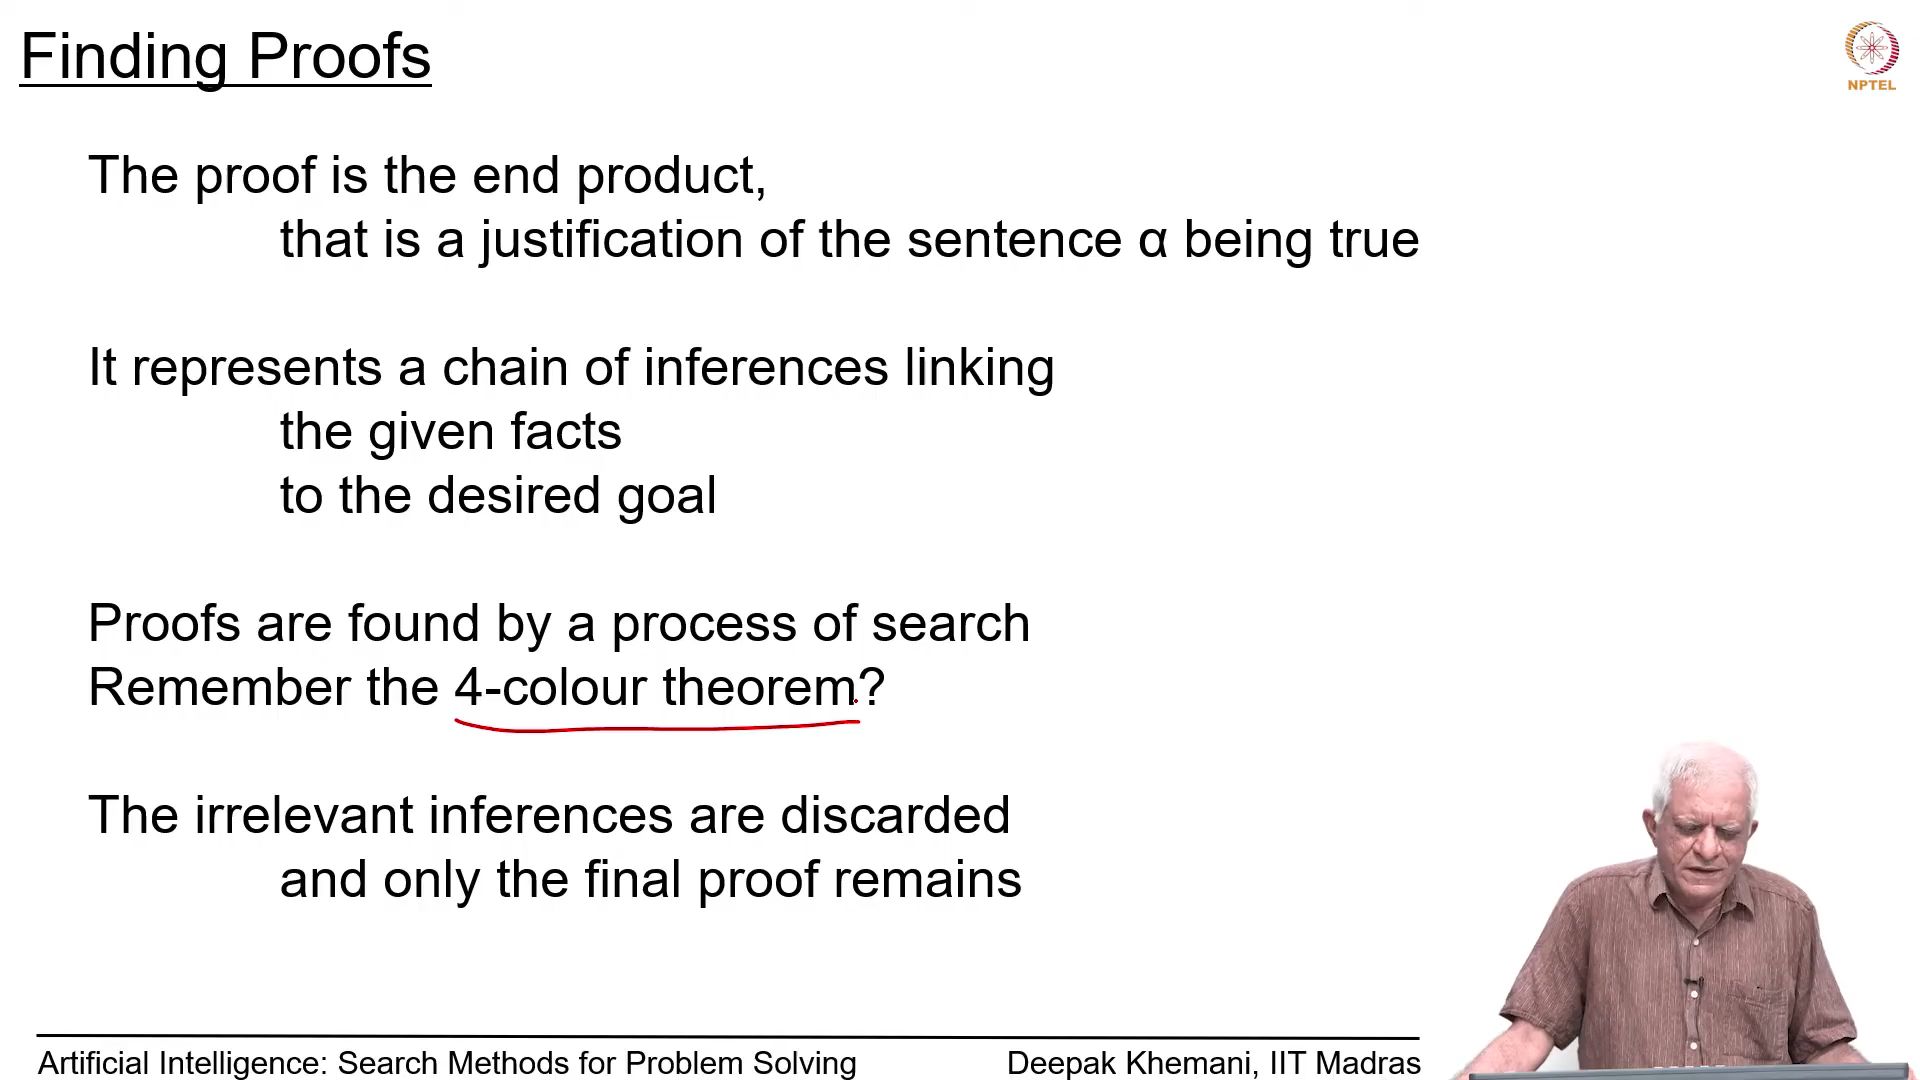 Finding Proofs
NPTEL
The proof is the end product,
that is a justification of the sentence α being true
It represents a chain of inferences linking
the given facts
to the desired goal
Proofs are found by a process of search
Remember the 4-colour theorem?
The irrelevant inferences are discarded
and only the final proof remains
Artificial Intelligence: Search Methods for Problem Solving
Deepak Khemani, IIT Madras